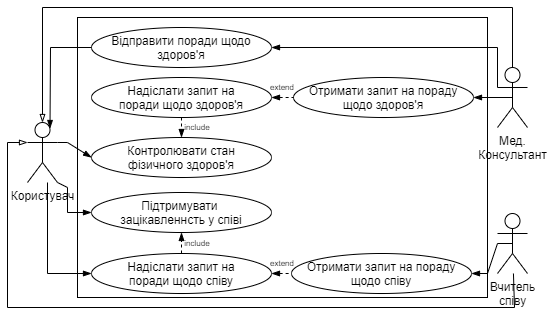 Відправити поради щодо
здоров'я
Надіслати запит на
поради щодо здоров'я
extend
Отримати запит на пораду
щодо здоров'я
include
Мед.
Консультант
Контролювати стан
фізичного здоров'я
Користувач
Підтримувати
зацікавленнсть у співі
include
Надіслати запит на
поради щодо співу
extend
Отримати запит на пораду
щодо співу
Вчитель
співу